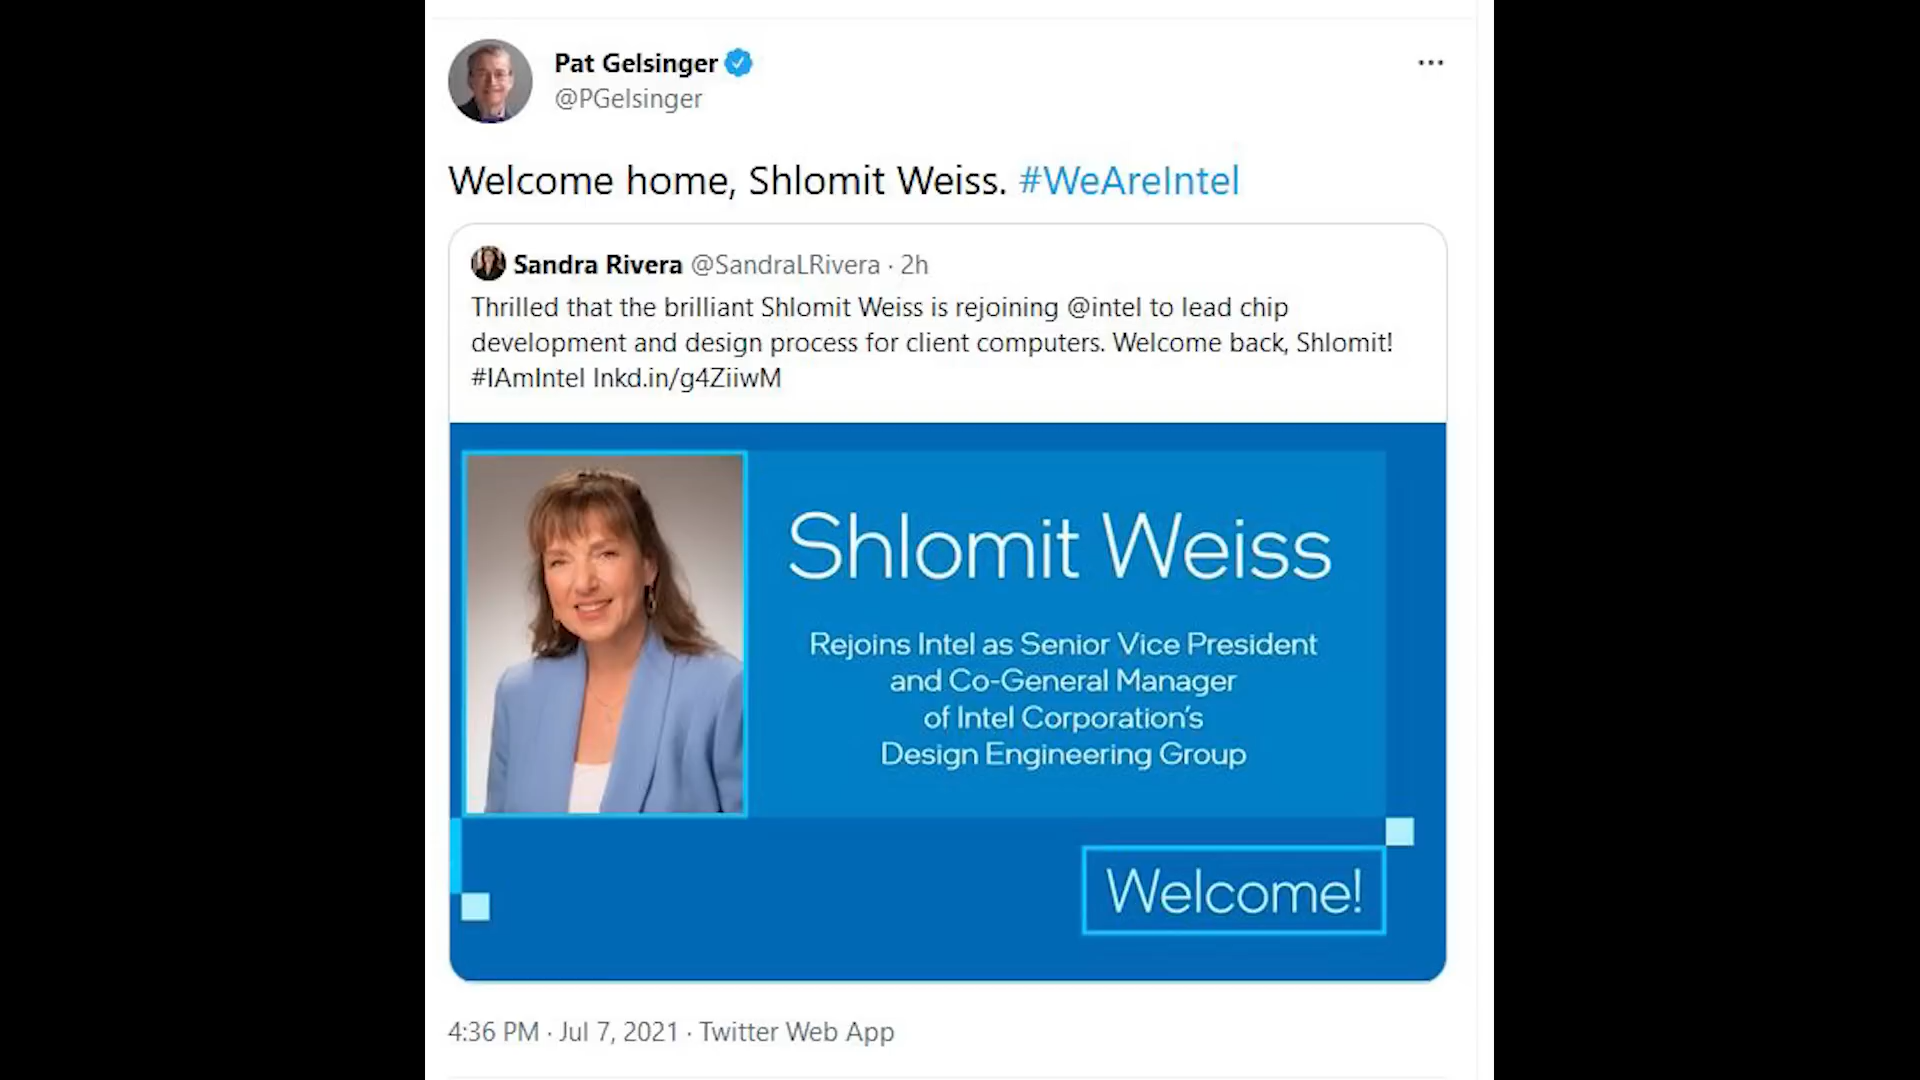 Pat Gelsinger
@PGelsinger
Welcome home, Shlomit Weiss. #WeAreIntel
Sandra Rivera @SandraLRivera · 2h
Thrilled that the brilliant Shlomit Weiss is rejoining @intel to lead chip
development and design process for client computers. Welcome back, Shlomit!
#IAmIntel lnkd.in/g4ZiiwM
Shlomit Weiss
Rejoins Intel as Senior Vice President
and Co-General Manager
of Intel Corporation's
Design Engineering Group
Welcome!
4:36 PM · Jul 7, 2021 · Twitter Web App